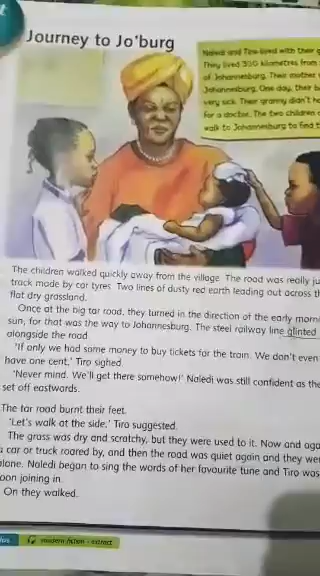 Journey to Jo'burg
Naledi and Tiro lived with their
They lived 300 kilometres from
of Johannesburg. Their mother
Johannesburg. One day, their b
very sick. Their granny didn't ha
for a doctor. The two children
walk to Johannesburg to find t
The children walked quickly away from the village. The road was really ju
track made by car tyres. Two lines of dusty red earth leading out across th
flat dry grassland.
Once at the big tar road, they turned in the direction of the early morni
sun, for that was the way to Johannesburg. The steel railway line glinted
alongside the road.
'If only we had some money to buy tickets for the train. We don't even
have one cent,' Tiro sighed.
'Never mind. We'll get there somehow!' Naledi was still confident as the
set off eastwards.
The tar road burnt their feet.
'Let's walk at the side,' Tiro suggested.
The grass was dry and scratchy, but they were used to it. Now and aga
a car or truck roared by, and then the road was quiet again and they wer
alone. Naledi began to sing the words of her favourite tune and Tiro was
oon joining in.
On they walked.
student fiction - extract